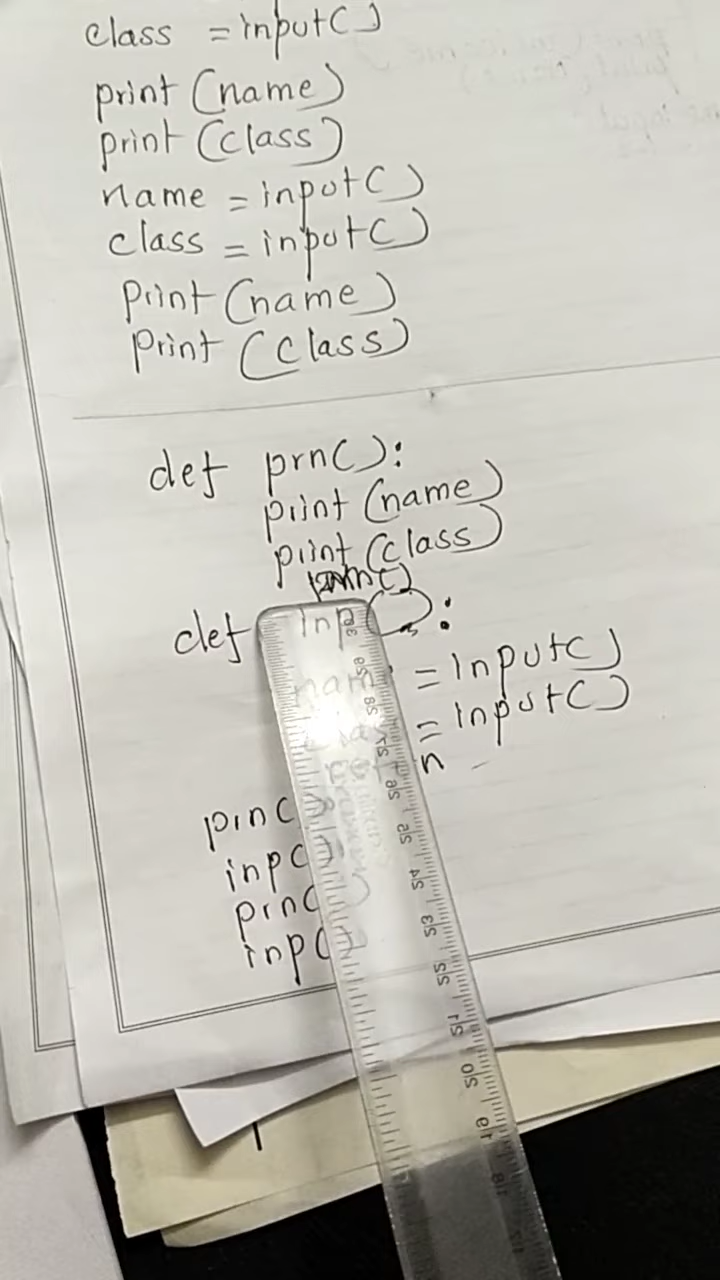 class = input()
print (name)
print (class)
name = input()
class = input()
print (name)
print (class)
def prn():
print (name)
print (class)
def inp():
= input()
= input()
prn(
inp(
prn(
inp(